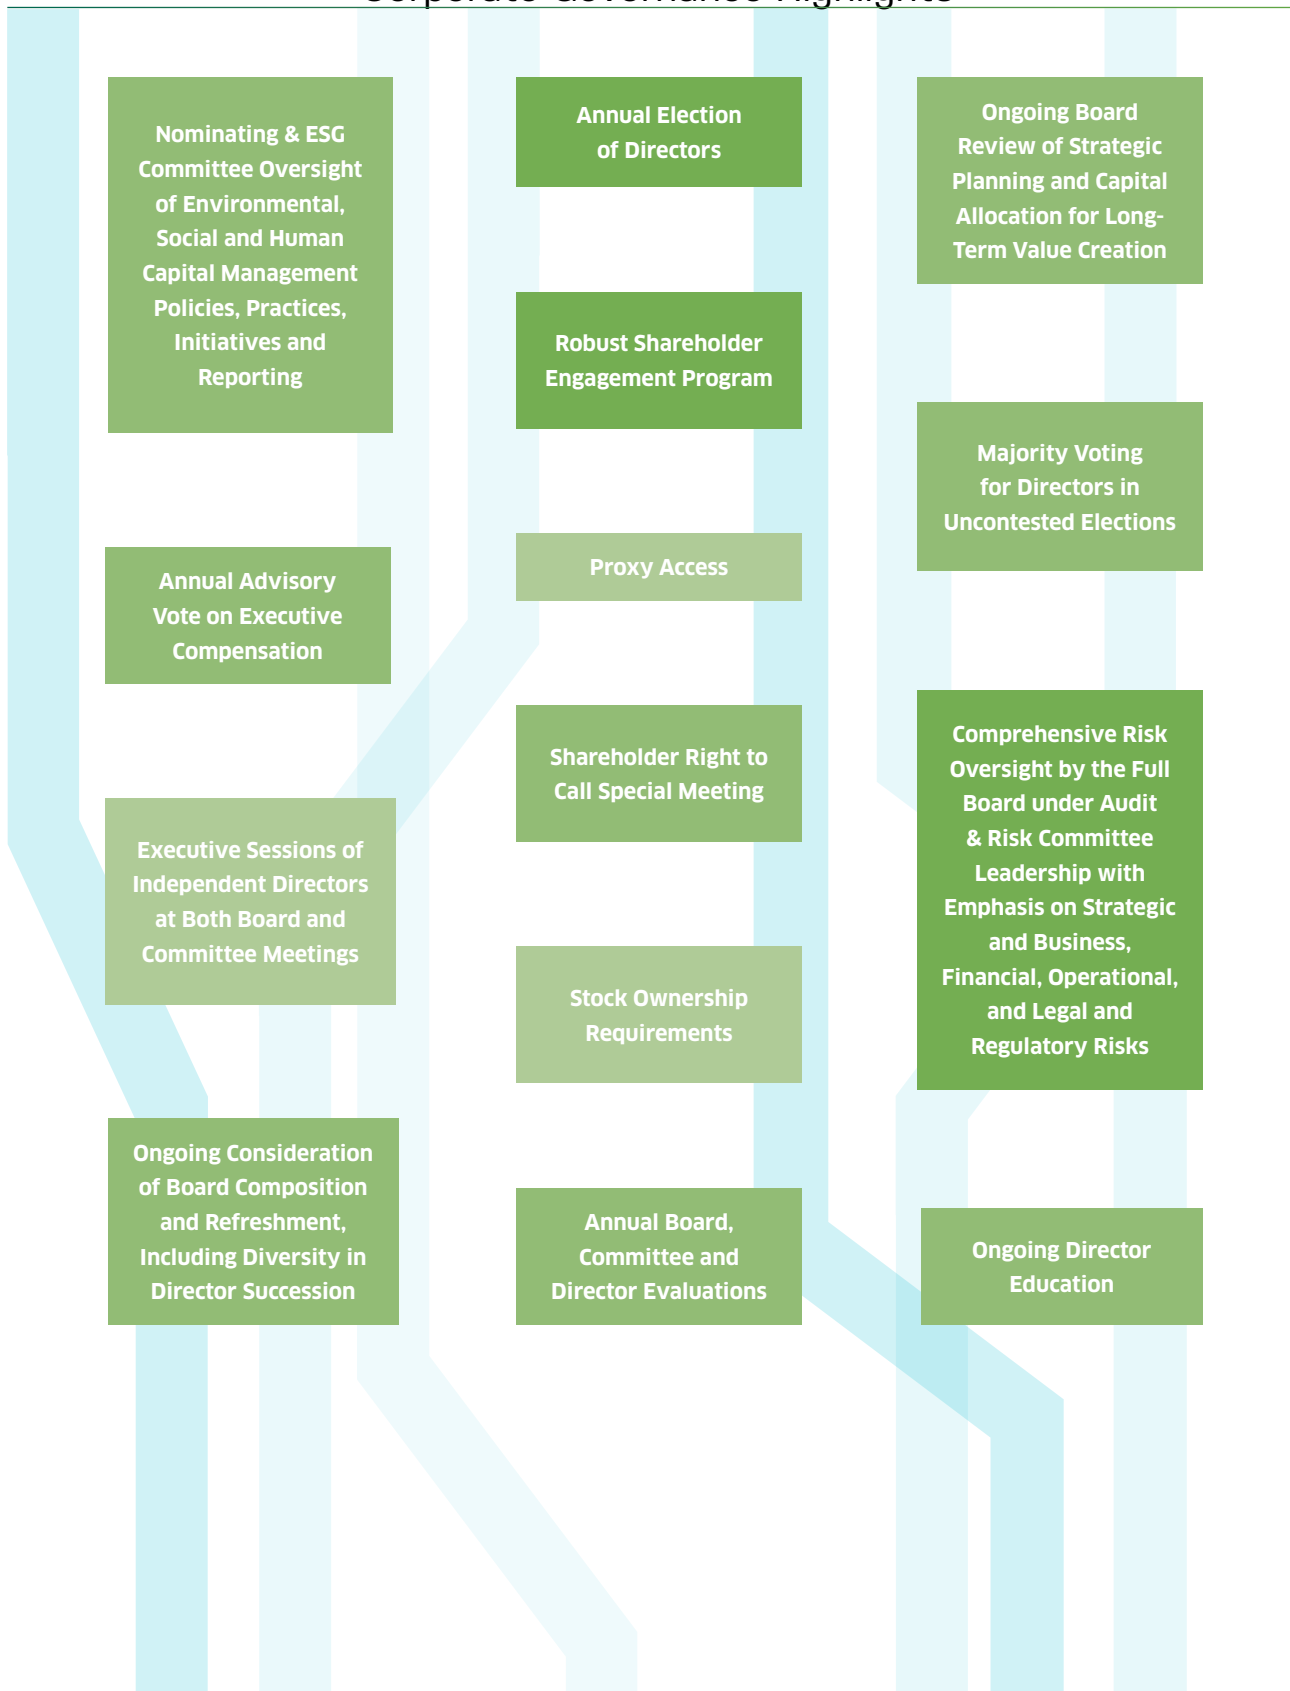 Corporate Governance Highlights
Nominating & ESG
Committee Oversight
of Environmental,
Social and Human
Capital Management
Policies, Practices,
Initiatives and
Reporting
Annual Advisory
Vote on Executive
Compensation
Executive Sessions of
Independent Directors
at Both Board and
Committee Meetings
Ongoing Consideration
of Board Composition
and Refreshment,
Including Diversity in
Director Succession
Annual Election
of Directors
Robust Shareholder
Engagement Program
Proxy Access
Shareholder Right to
Call Special Meeting
Stock Ownership
Requirements
Annual Board,
Committee and
Director Evaluations
Ongoing Board
Review of Strategic
Planning and Capital
Allocation for Long-
Term Value Creation
Majority Voting
for Directors in
Uncontested Elections
Comprehensive Risk
Oversight by the Full
Board under Audit
& Risk Committee
Leadership with
Emphasis on Strategic
and Business,
Financial, Operational,
and Legal and
Regulatory Risks
Ongoing Director
Education